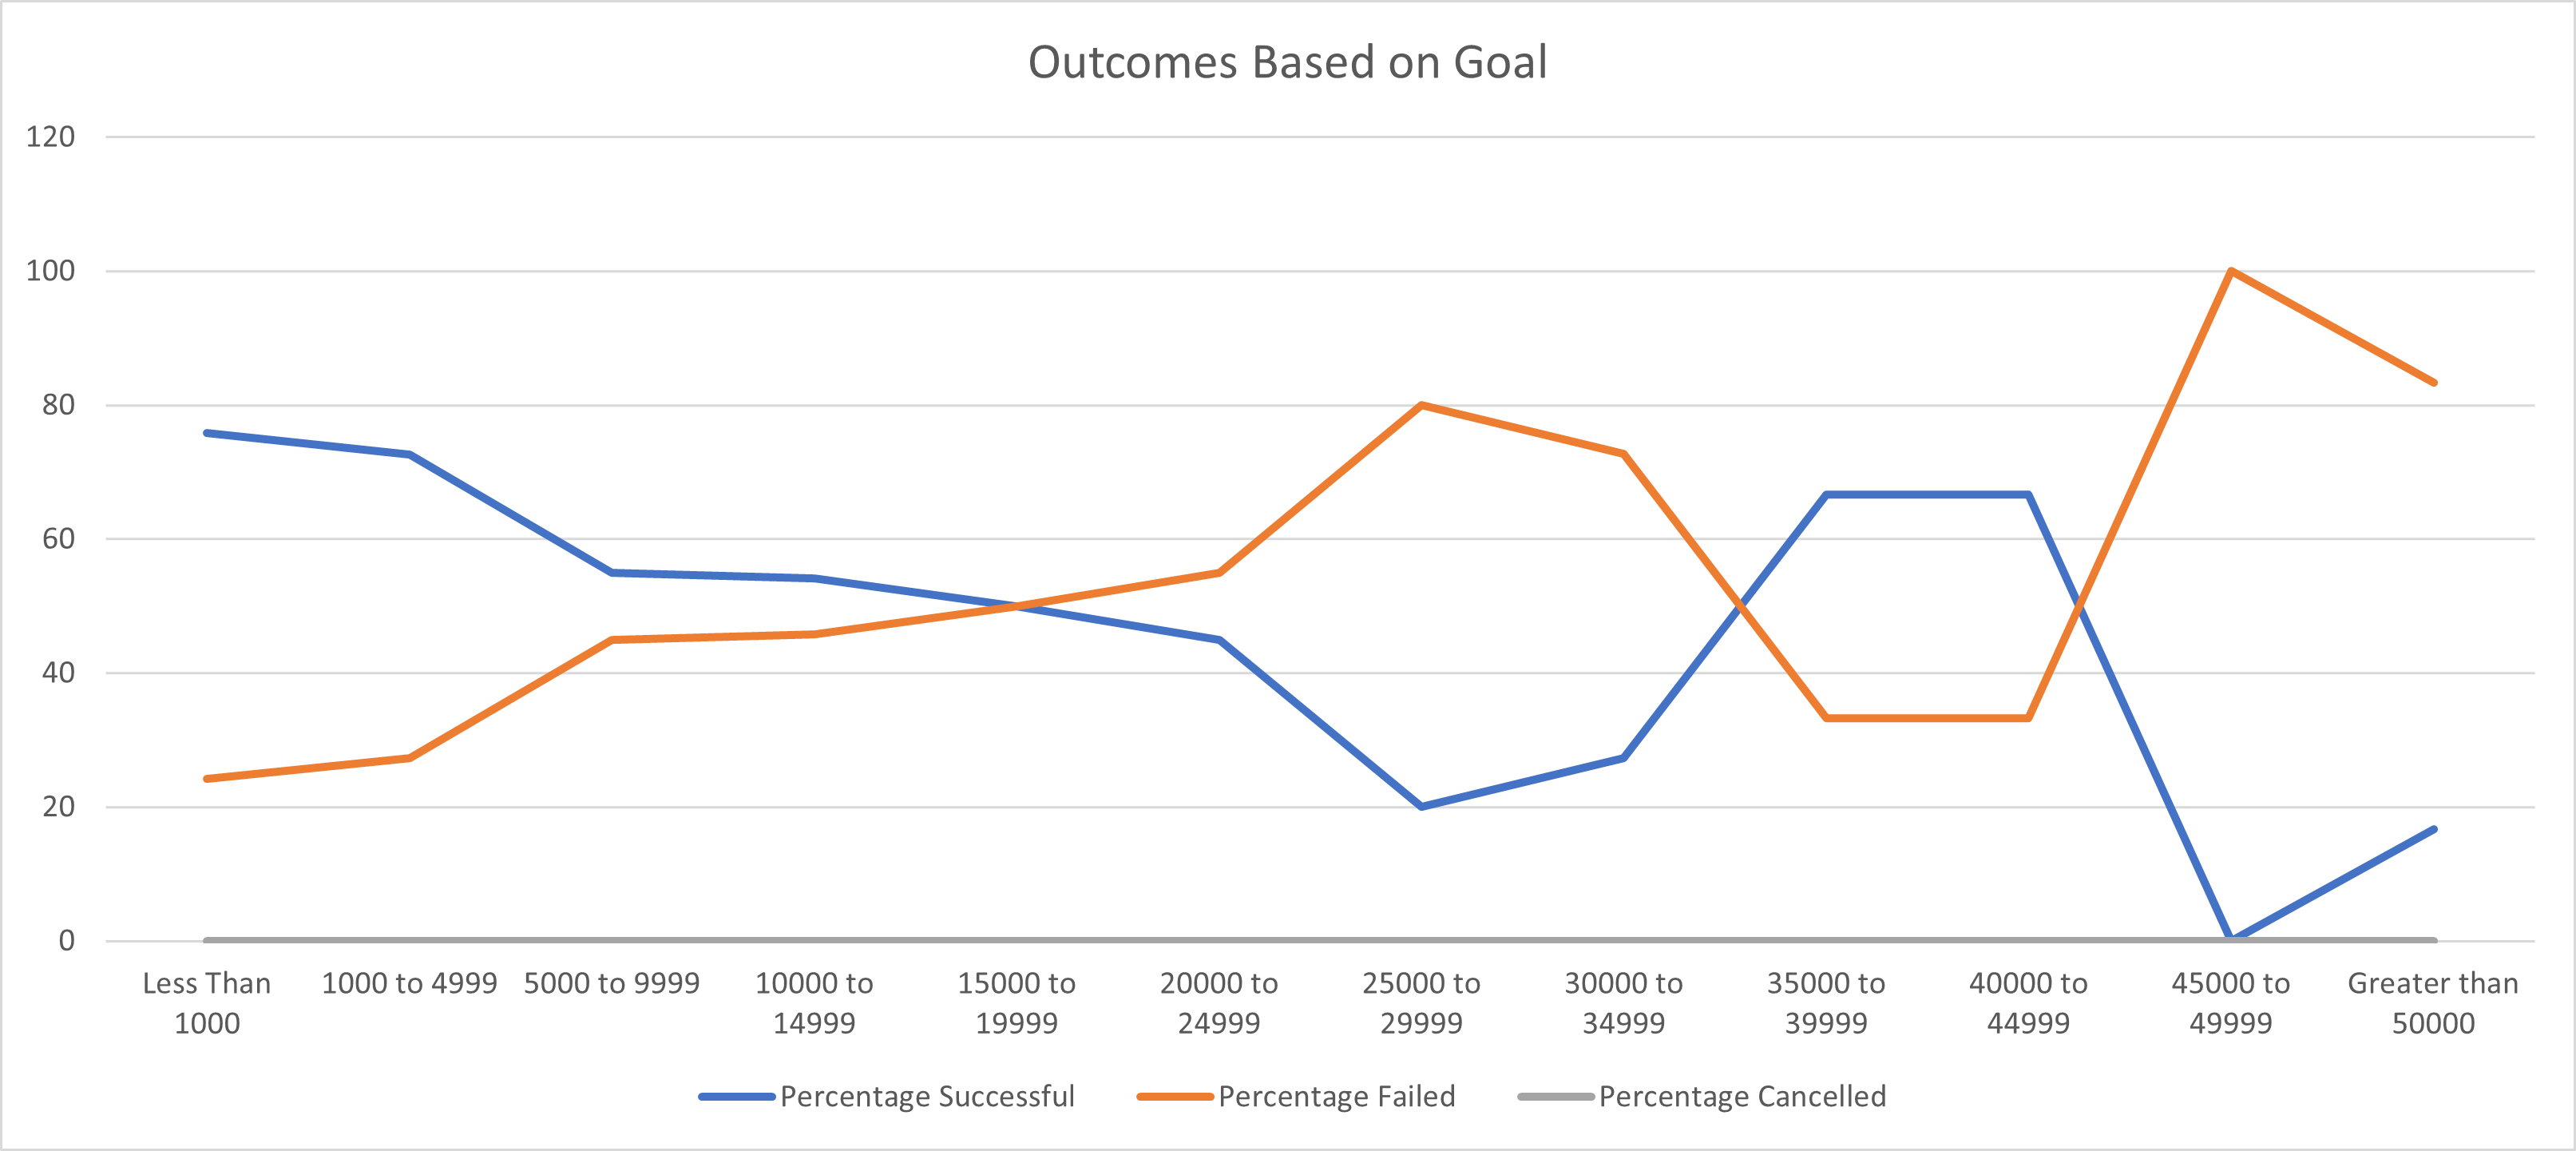 Outcomes Based on Goal
120
100
80
60
40
20
0
Less Than
1000
1000 to 4999
5000 to 9999
10000 to
14999
15000 to
19999
20000 to
24999
25000 to
29999
30000 to
34999
35000 to
39999
40000 to
44999
45000 to
49999
Greater than
50000
Percentage Successful
Percentage Failed
Percentage Cancelled